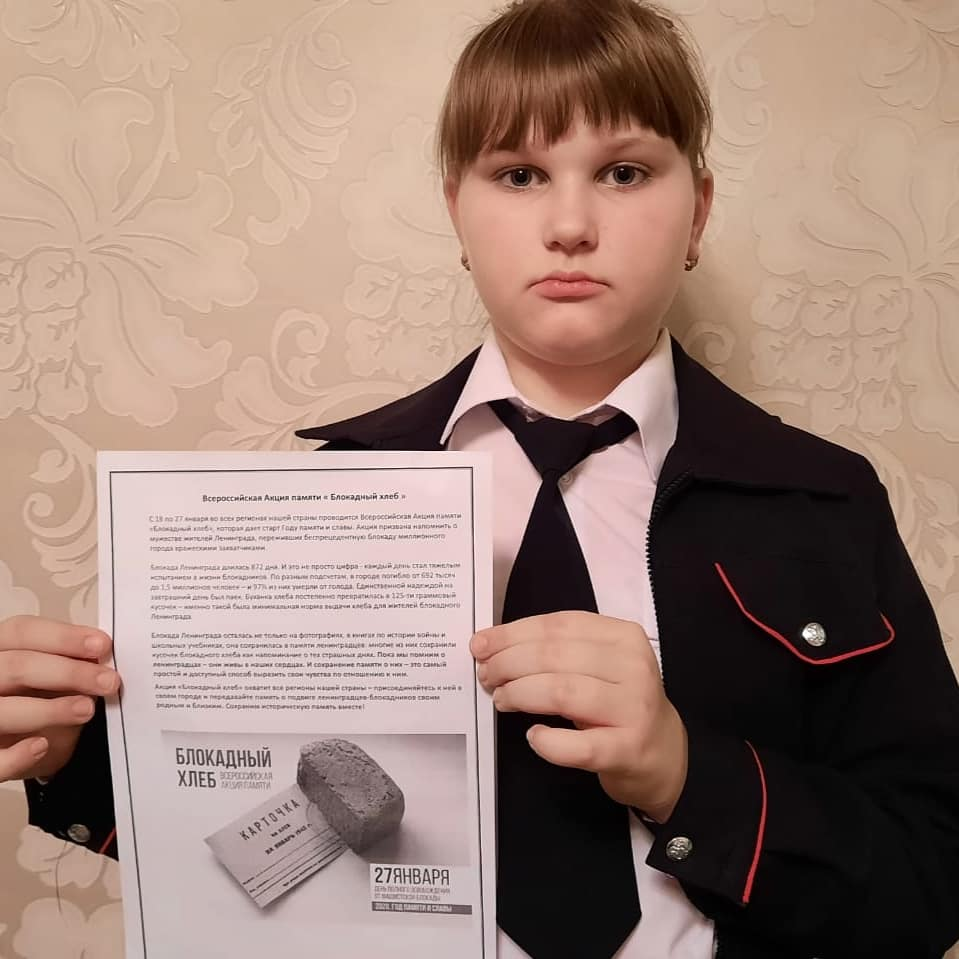 Всероссийская Акция памяти « Блокадный хлеб »
С 18 по 27 января во всех регионах нашей страны проводится Всероссийская Акция памяти
«Блокадный хлеб», которая дает старт Году памяти и славы. Акция призвана напомнить о
мужестве жителей Ленинграда, переживших беспрецедентную блокаду миллионного
города вражескими захватчиками.
Блокада Ленинграда длилась 872 дня. И это не просто цифра - каждый день стал тяжелым
испытанием в жизни блокадников. По разным подсчетам, в городе погибло от 692 тысяч
до 1,5 миллионов человек – и 97% из них умерли от голода. Единственной надеждой на
завтрашний день был паек. Буханка хлеба постепенно превратилась в 125-ти граммовый
кусочек – именно такой была минимальная норма выдачи хлеба для жителей блокадного
Ленинграда.
Блокада Ленинграда осталась не только на фотографиях, в книгах по истории войны и
школьных учебниках, она сохранилась в памяти ленинградцев: многие из них сохранили
кусочек блокадного хлеба как напоминание о тех страшных днях. Пока мы помним о
ленинградцах – они живы в наших сердцах. И сохранение памяти о них – это самый
простой и доступный способ выразить свои чувства по отношению к ним.
Акция «Блокадный хлеб» охватит все регионы нашей страны – присоединяйтесь к ней в
своем городе и передавайте память о подвиге ленинградцев-блокадников своим
родным и близким. Сохраним историческую память вместе!
БЛОКАДНЫЙ
ХЛЕБ
ВСЕРОССИЙСКАЯ
АКЦИЯ ПАМЯТИ
КАРТОЧКА
НА ХЛЕБ
НА ЯНВАРЬ 1942 г.
27 ЯНВАРЯ
ДЕНЬ ПОЛНОГО ОСВОБОЖДЕНИЯ
ОТ ФАШИСТСКОЙ БЛОКАДЫ
2020. ГОД ПАМЯТИ И СЛАВЫ